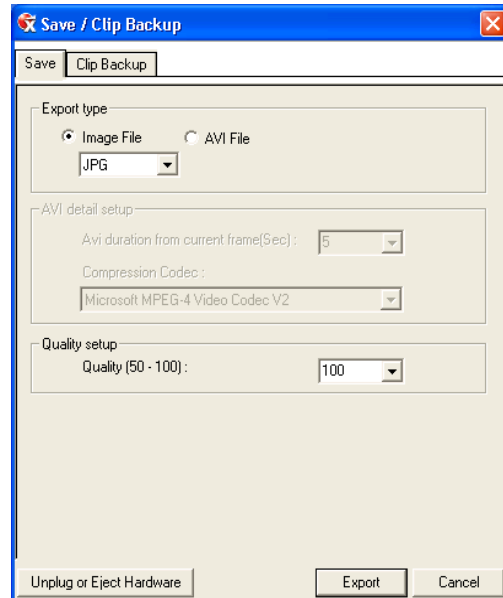 Save / Clip Backup
Save Clip Backup
Export type
Image File AVI File
JPG
AVI detail setup
Avi duration from current frame(Sec) : 5
Compression Codec :
Microsoft MPEG-4 Video Codec V2
Quality setup
Quality (50 - 100) : 100
Unplug or Eject Hardware Export Cancel